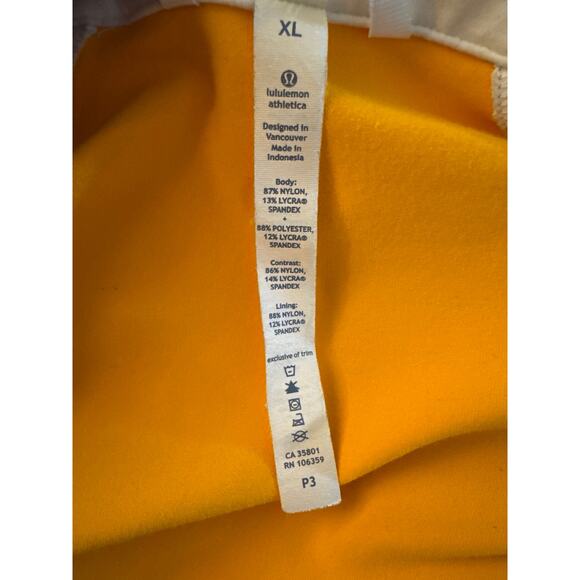 XL
lululemon
athletica
Designed in
Vancouver
Made in
Indonesia
Body:
87% NYLON,
13% LYCRA®
SPANDEX
+
88% POLYESTER,
12% LYCRA®
SPANDEX
Contrast:
86% NYLON,
14% LYCRA®
SPANDEX
Lining:
88% NYLON,
12% LYCRA®
SPANDEX
exclusive of trim
CA 35801
RN 106359
P3